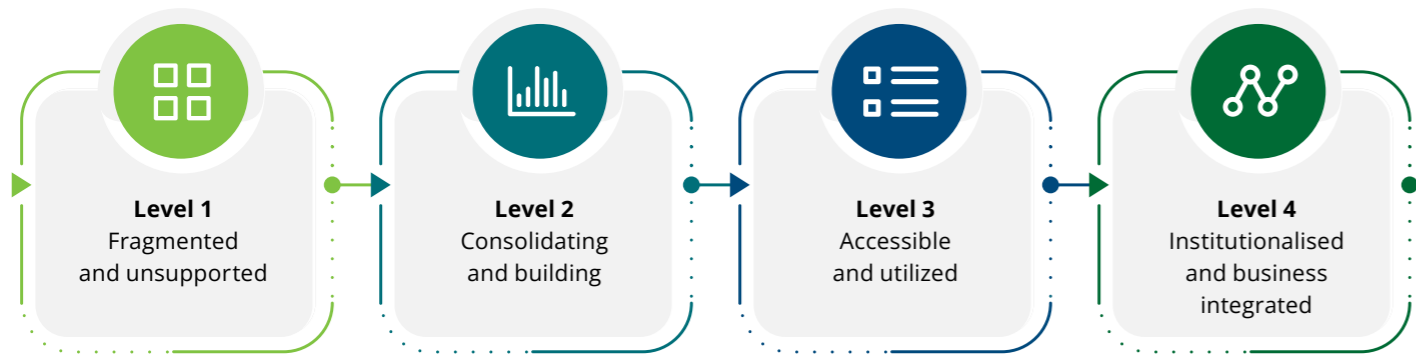 Level 1
Fragmented
and unsupported
Level 2
Consolidating
and building
Level 3
Accessible
and utilized
Level 4
Institutionalised
and business
integrated